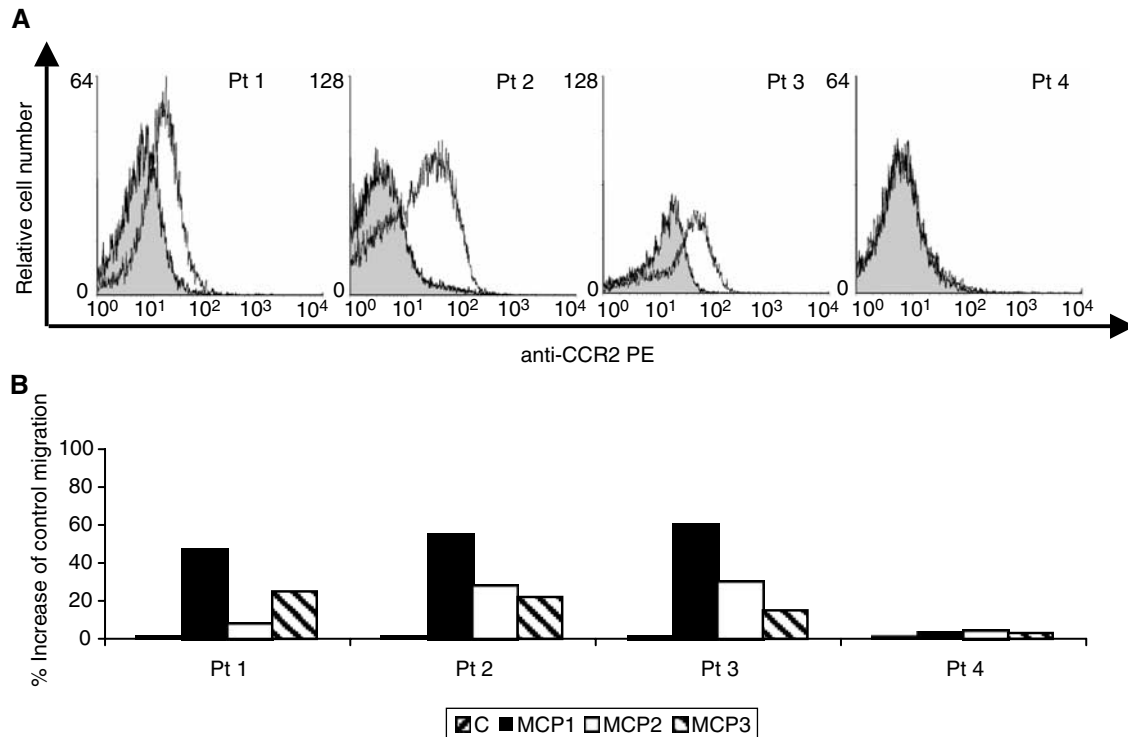 A
Relative cell number
64 Pt 1
0
10⁰ 10¹ 10² 10³ 10⁴
128 Pt 2
0
10⁰ 10¹ 10² 10³ 10⁴
128 Pt 3
0
10⁰ 10¹ 10² 10³ 10⁴
64 Pt 4
0
10⁰ 10¹ 10² 10³ 10⁴
anti-CCR2 PE
B
% Increase of control migration
100
80
60
40
20
0
Pt 1 Pt 2 Pt 3 Pt 4
C MCP1 MCP2 MCP3